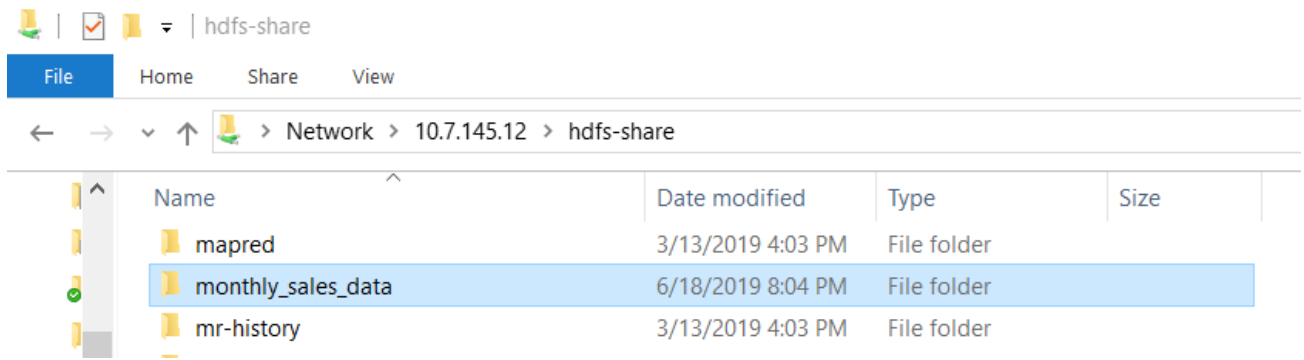 hdfs-share
File Home Share View
Network 10.7.145.12 hdfs-share
Name Date modified Type Size
mapred 3/13/2019 4:03 PM File folder
monthly_sales_data 6/18/2019 8:04 PM File folder
mr-history 3/13/2019 4:03 PM File folder